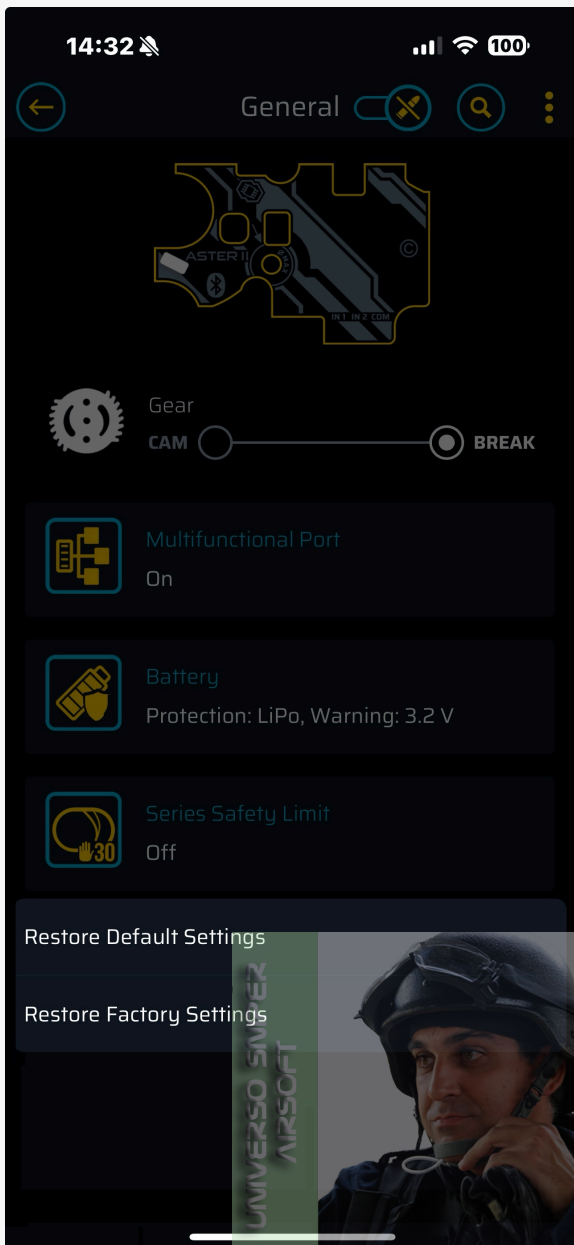 14:32
100
General
ASTER II
QMAX
©
IN 1 IN 2 COM
Gear
CAM
BREAK
Multifunctional Port
On
Battery
Protection: LiPo, Warning: 3.2 V
30
Series Safety Limit
Off
Restore Default Settings
Restore Factory Settings
UNIVERSO SNIPER
AIRSOFT